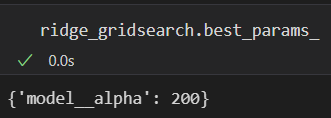 ridge_gridsearch.best_params_
0.0s
{'model__alpha': 200}